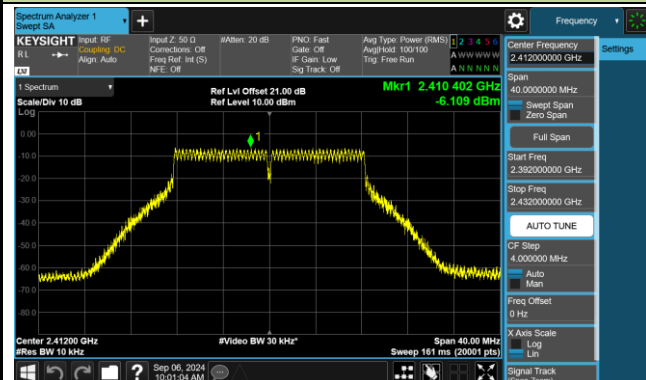 Spectrum Analyzer 1
Swept SA
Frequency
KEYSIGHT
RL
LXI
Input: RF
Coupling: DC
Align: Auto
Input Z: 50 Ω
Corrections: Off
Freq Ref: Int (S)
NFE: Off
#Atten: 20 dB
PNO: Fast
Gate: Off
IF Gain: Low
Sig Track: Off
Avg Type: Power (RMS)
Avg|Hold: 100/100
Trig: Free Run
1 2 3 4 5 6
A W W W W W
A N N N N N
1 Spectrum
Scale/Div 10 dB
Ref Lvl Offset 21.00 dB
Ref Level 10.00 dBm
Mkr1 2.410 402 GHz
-6.109 dBm
Log
0.00
-10.0
-20.0
-30.0
-40.0
-50.0
-60.0
-70.0
-80.0
1
Center 2.41200 GHz
#Res BW 10 kHz
#Video BW 30 kHz*
Span 40.00 MHz
Sweep 161 ms (20001 pts)
Sep 06, 2024
10:01:04 AM
Center Frequency
2.412000000 GHz
Settings
Span
40.0000000 MHz
Swept Span
Zero Span
Full Span
Start Freq
2.392000000 GHz
Stop Freq
2.432000000 GHz
AUTO TUNE
CF Step
4.000000 MHz
Auto
Man
Freq Offset
0 Hz
X Axis Scale
Log
Lin
Signal Track